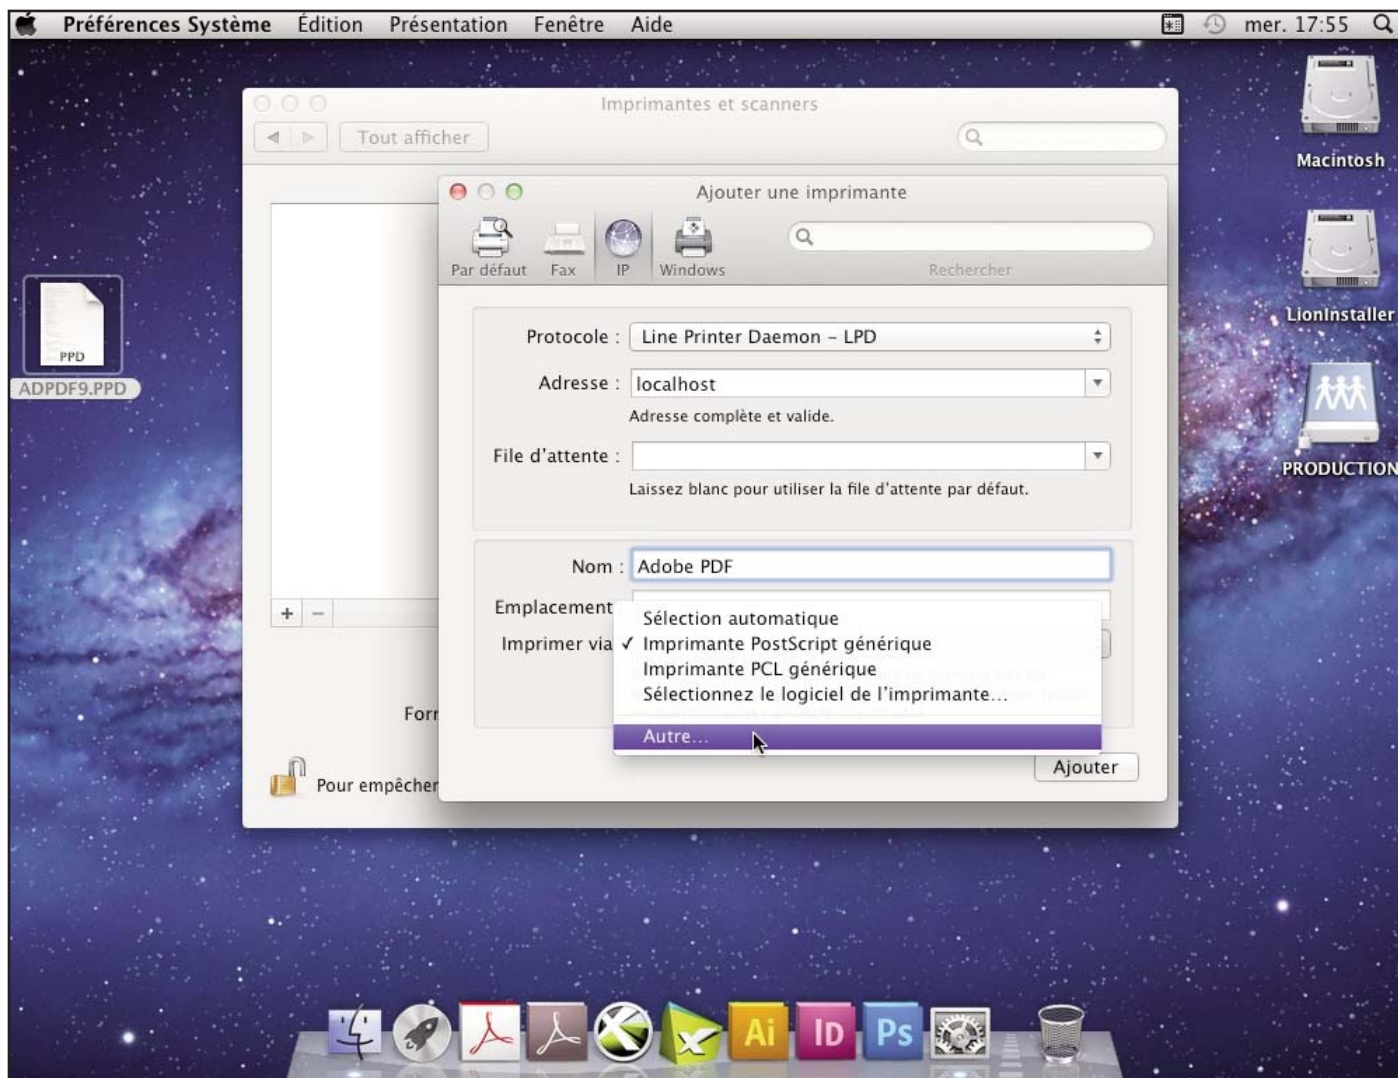 Préférences Système Édition Présentation Fenêtre Aide mer. 17:55
Imprimantes et scanners
Tout afficher
Macintosh
Ajouter une imprimante
Par défaut Fax IP Windows
Rechercher
PPD
ADPDF9.PPD
LionInstaller
Protocole : Line Printer Daemon – LPD
Adresse : localhost
Adresse complète et valide.
File d'attente :
Laissez blanc pour utiliser la file d'attente par défaut.
PRODUCTION
Nom : Adobe PDF
Emplacement
Imprimer via
Sélection automatique
✓ Imprimante PostScript générique
Imprimante PCL générique
Sélectionnez le logiciel de l'imprimante...
Autre...
Forr
Ajouter
Pour empêcher
Ai ID Ps